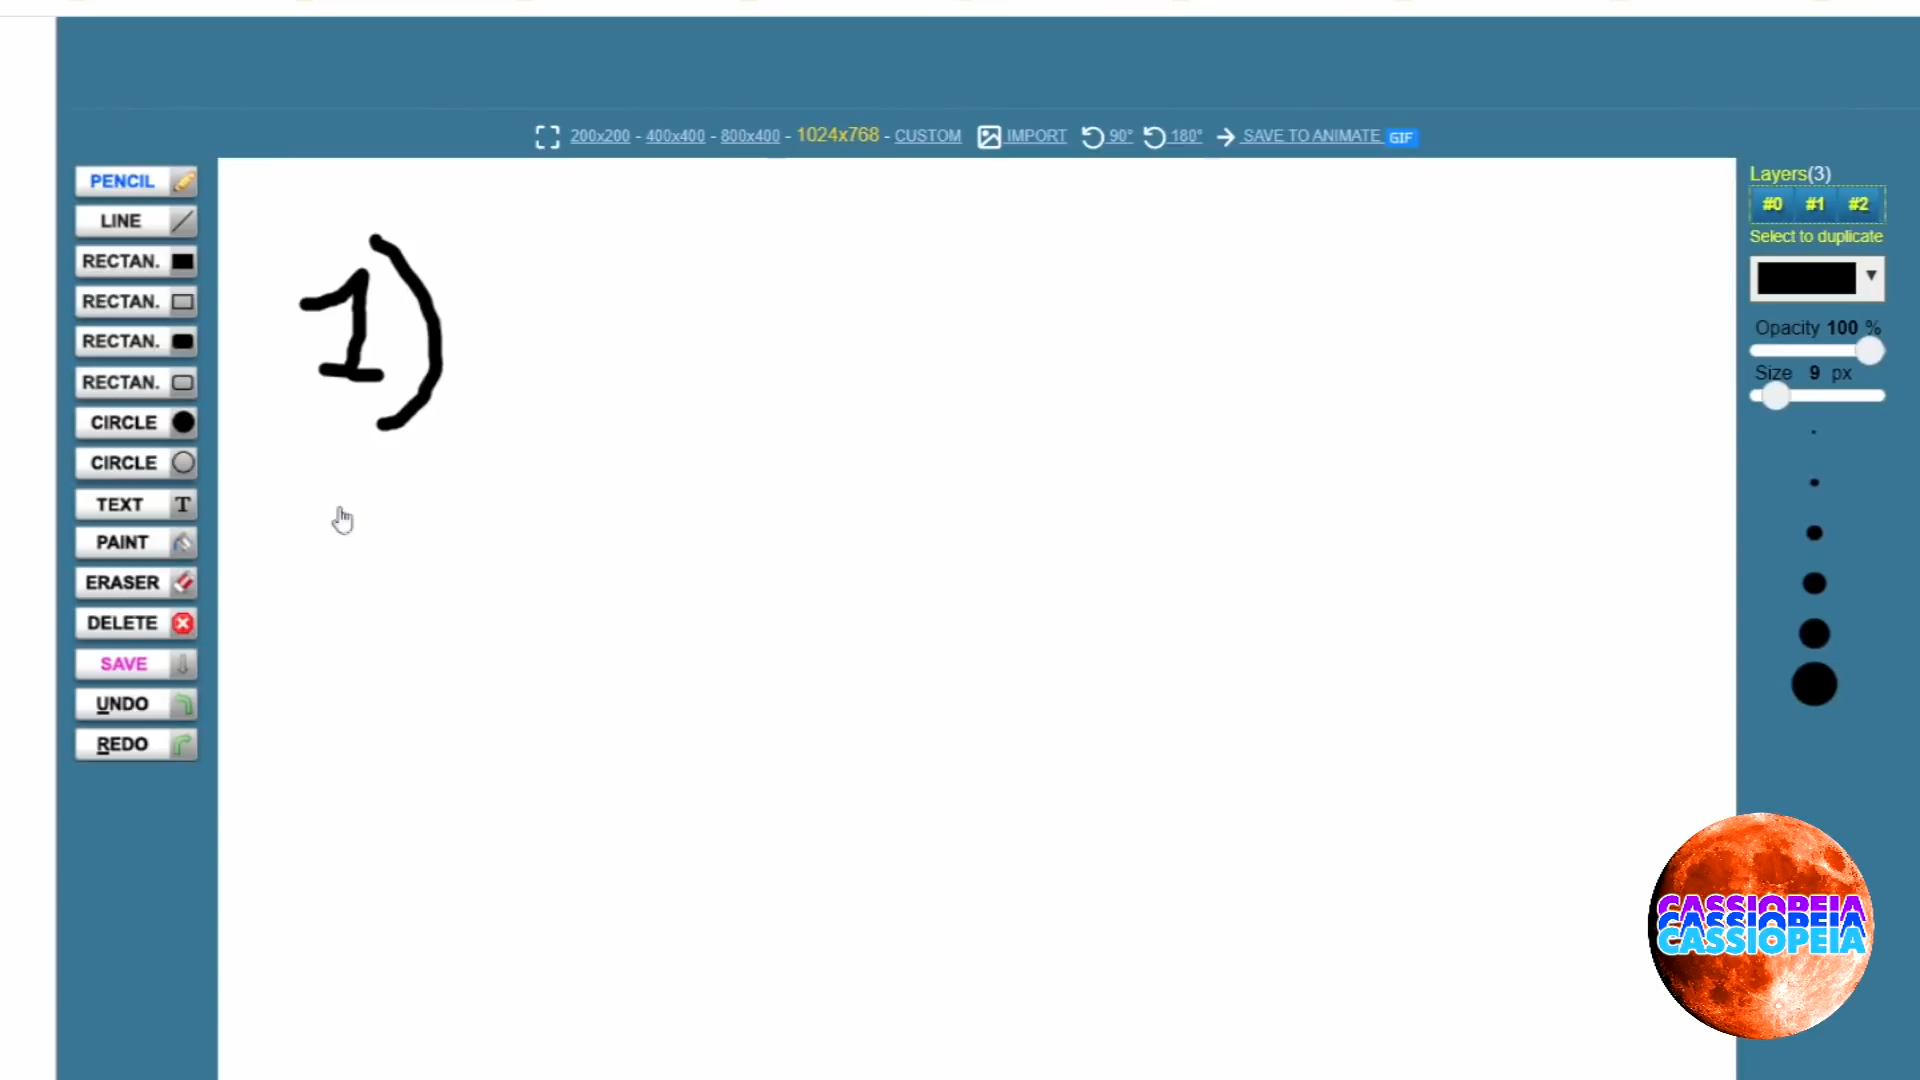 200x200 - 400x400 - 800x400 - 1024x768 - CUSTOM IMPORT 90° 180° SAVE TO ANIMATE GIF
PENCIL
LINE
RECTAN.
RECTAN.
RECTAN.
RECTAN.
CIRCLE
CIRCLE
TEXT T
PAINT
ERASER
DELETE
SAVE
UNDO
REDO
1)
Layers(3)
#0 #1 #2
Select to duplicate
Opacity 100 %
Size 9 px
CASSIOPEIA
CASSIOPEIA
CASSIOPEIA